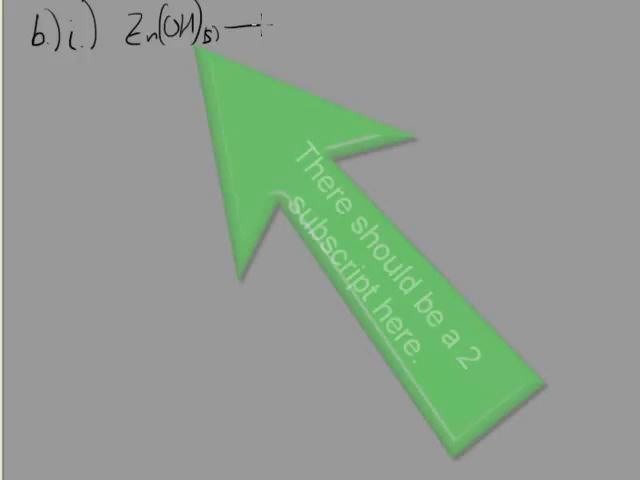 b.) i.) Zn(OH)(s) —
There should be a 2
subscript here.